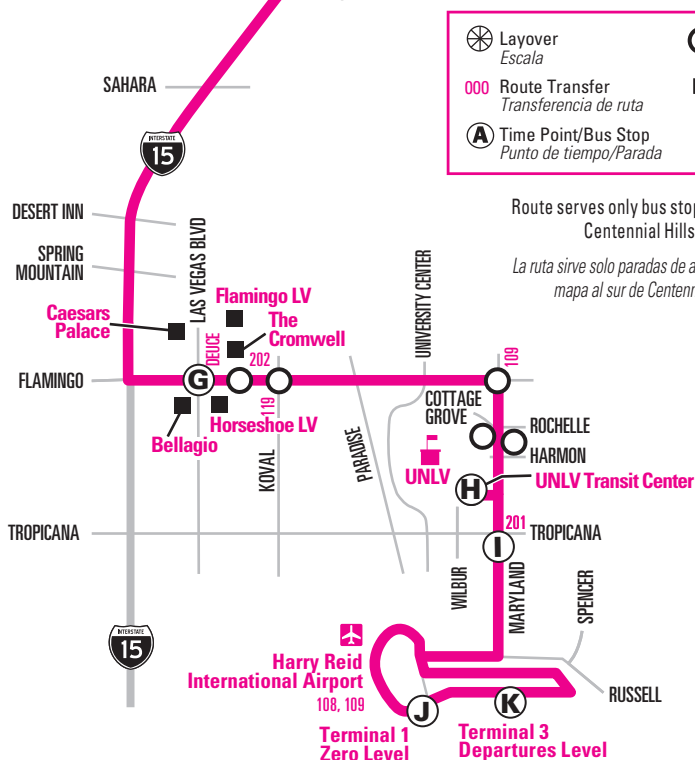 Layover
Escala
000 Route Transfer
Transferencia de ruta
A Time Point/Bus Stop
Punto de tiempo/Parada
Route serves only bus stop
Centennial Hills
La ruta sirve solo paradas de a
mapa al sur de Centenn
SAHARA
INTERSTATE
15
DESERT INN
SPRING
MOUNTAIN
LAS VEGAS BLVD
Flamingo LV
Caesars
Palace
The
Cromwell
DEUCE
202
UNIVERSITY CENTER
109
FLAMINGO
G
119
COTTAGE
GROVE
ROCHELLE
HARMON
Horseshoe LV
Bellagio
KOVAL
PARADISE
UNLV
H
UNLV Transit Center
201
TROPICANA
I
TROPICANA
WILBUR
MARYLAND
SPENCER
INTERSTATE
15
Harry Reid
International Airport
108, 109
J
K
RUSSELL
Terminal 1
Zero Level
Terminal 3
Departures Level